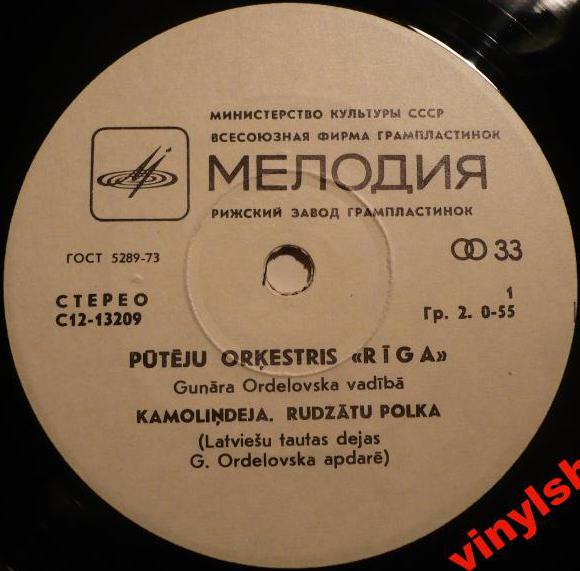 МИНИСТЕРСТВО КУЛЬТУРЫ СССР
ВСЕСОЮЗНАЯ ФИРМА ГРАМПЛАСТИНОК
МЕЛОДИЯ
РИЖСКИЙ ЗАВОД ГРАМПЛАСТИНОК
ГОСТ 5289-73
33
СТЕРЕО
С12-13209
1
Гр. 2. 0-55
PŪTĒJU ORĶESTRIS «RĪGA»
Gunāra Ordelovska vadībā
KAMOLIŅDEJA. RUDZĀTU POLKA
(Latviešu tautas dejas
G. Ordelovska apdarē)